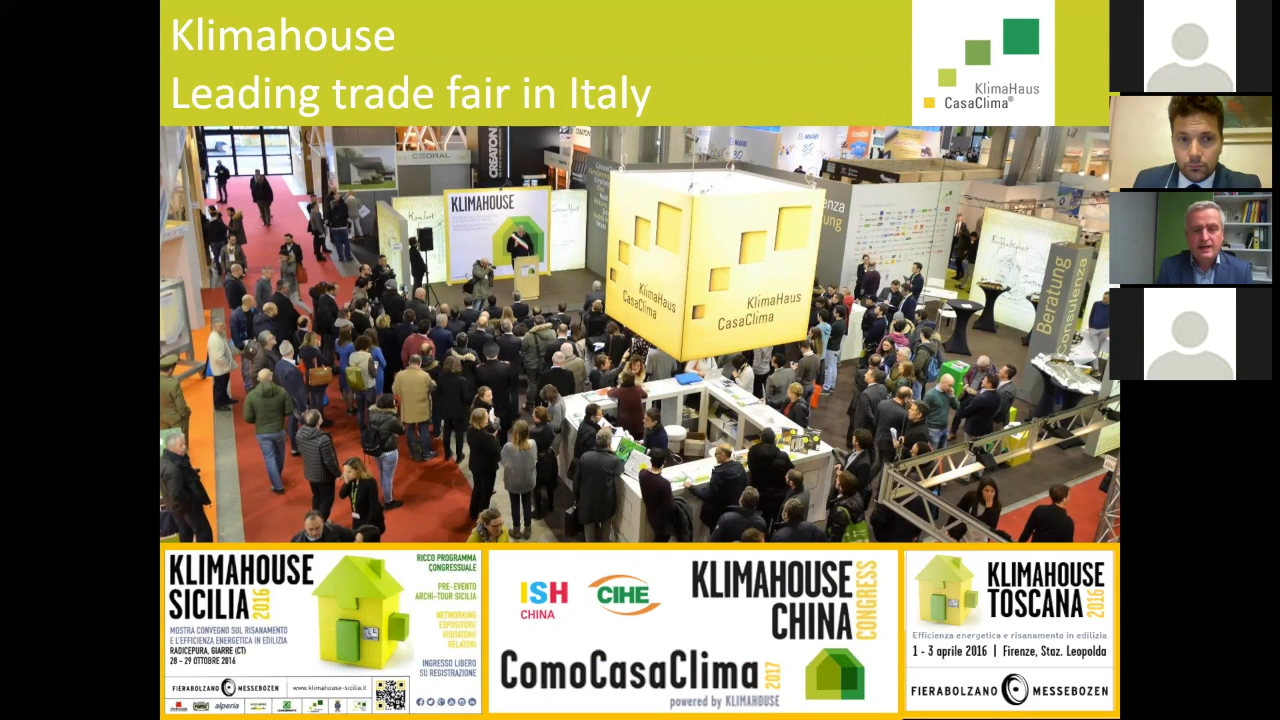 Klimahouse
Leading trade fair in Italy
KlimaHaus
CasaClima®
CEDRAL
CREATON
KLIMAHOUSE
KlimaHaus
CasaClima
KlimaHaus
CasaClima
Beratung
consulenza
KLIMAHOUSE
SICILIA 2016
MOSTRA CONVEGNO SUL RISANAMENTO
E L'EFFICIENZA ENERGETICA IN EDILIZIA
RADICEPURA, GIARRE (CT)
28 – 29 OTTOBRE 2016
RICCO PROGRAMMA
CONGRESSUALE
PRE-EVENTO
ARCHI-TOUR SICILIA
NETWORKING
ESPOSITORI/
VISITATORI/
RELATORI
INGRESSO LIBERO
SU REGISTRAZIONE
FIERABOLZANO MESSEBOZEN
www.klimahouse-sicilia.it
alperia
ISH
CHINA
CIHE
KLIMAHOUSE
CHINA
CONGRESS
ComoCasaClima 2017
powered by KLIMAHOUSE
KLIMAHOUSE
TOSCANA 2016
Efficienza energetica e risanamento in edilizia
1 - 3 aprile 2016 | Firenze, Staz. Leopolda
FIERABOLZANO MESSEBOZEN